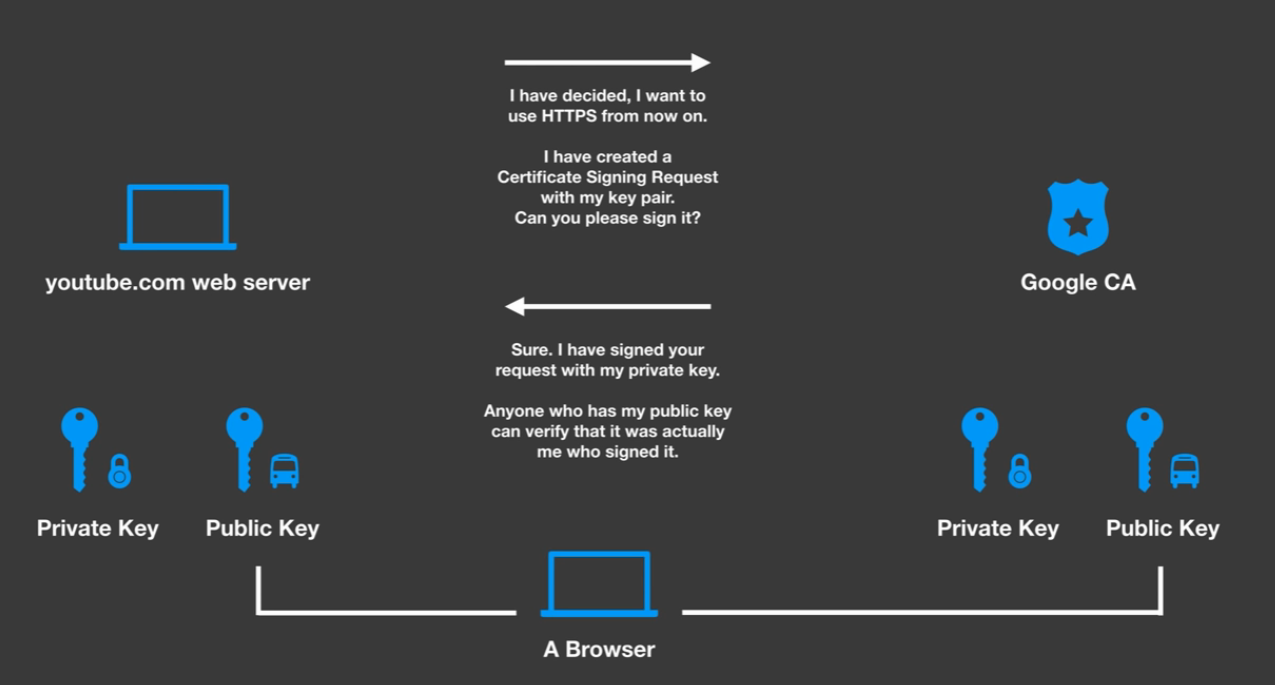 I have decided, I want to
use HTTPS from now on.
I have created a
Certificate Signing Request
with my key pair.
Can you please sign it?
youtube.com web server
Google CA
Sure. I have signed your
request with my private key.
Anyone who has my public key
can verify that it was actually
me who signed it.
Private Key
Public Key
Private Key
Public Key
A Browser